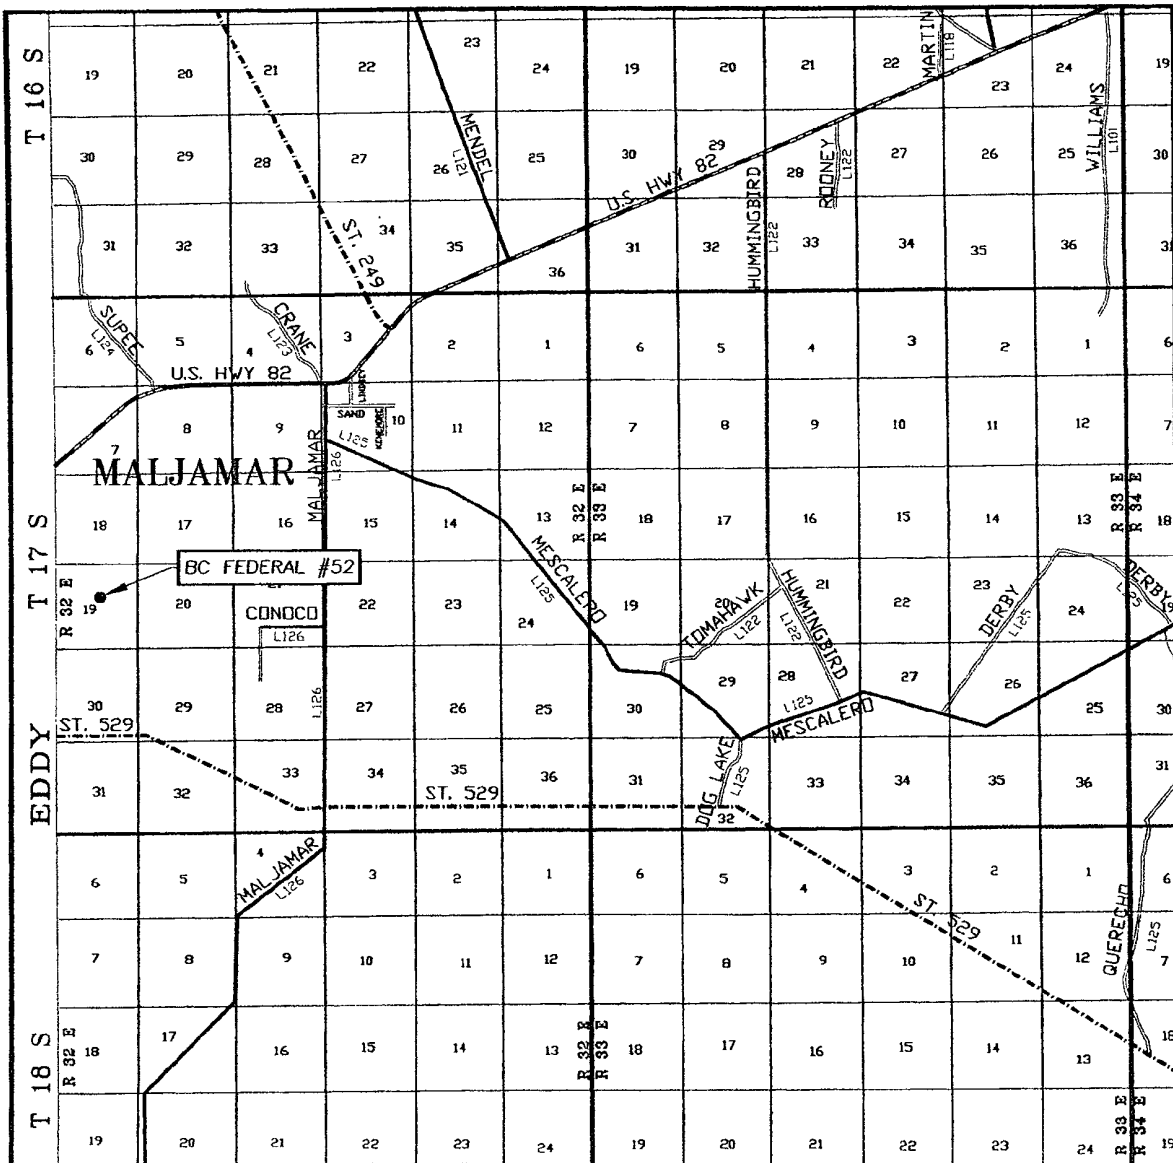 T 16 S
19 20 21 22 23 24 19 20 21 22 MARTIN L118 23 24 19
30 29 28 27 26 MENDEL L121 25 30 29 28 ROONEY L122 27 26 25 WILLIAMS L101 30
U.S. HWY 82
31 32 33 ST. 249 34 35 36 31 32 HUMMINGBIRD L122 33 34 35 36 31
6 SUPEE L124 5 4 CRANE L123 3 2 1 6 5 4 3 2 1 6
U.S. HWY 82
LINDSEY
SAND
7 8 9 10 11 12 7 8 9 10 11 12 7
L125
MALJAMAR
MALJAMAR L126
T 17 S
18 17 16 15 14 13 R 32 E R 33 E 18 17 16 15 14 13 R 33 E R 34 E 18
BC FEDERAL #52
R 32 E 19 20 22 23 24 MESCALERO L125 19 20 21 22 23 24 19
CONOCO
L126
TOMAHAWK L122
HUMMINGBIRD L122
DERBY L125
DERBY L125
30 29 28 L126 27 26 25 30 29 28 27 26 25 30
L125
MESCALERO
ST. 529
EDDY
31 32 33 34 35 36 31 32 33 34 35 36 31
ST. 529
DOG LAKE L125
6 5 4 3 2 1 6 5 4 3 2 1 6
MALJAMAR L126
ST. 529
QUERECHO L125
7 8 9 10 11 12 7 8 9 10 11 12 7
T 18 S
R 32 E 18 17 16 15 14 13 R 32 E R 33 E 18 17 16 15 14 13 18
19 20 21 22 23 24 19 20 21 22 23 24 R 33 E R 34 E 19